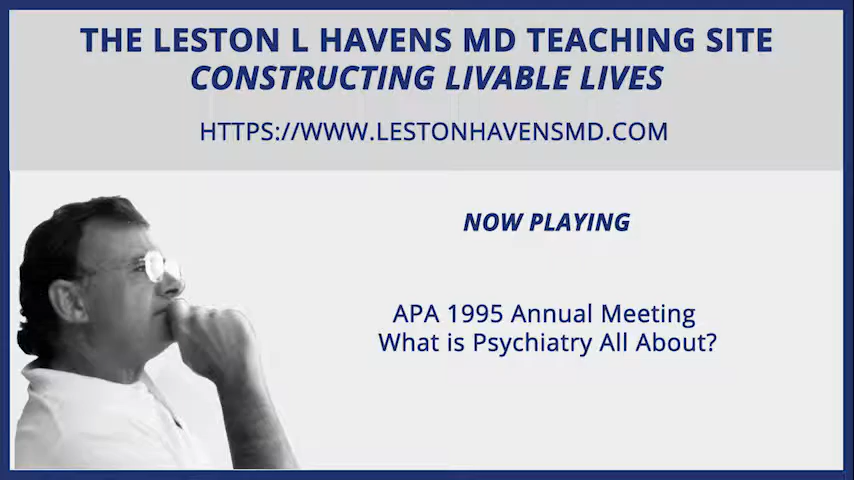 THE LESTON L HAVENS MD TEACHING SITE
CONSTRUCTING LIVABLE LIVES
HTTPS://WWW.LESTONHAVENSMD.COM
NOW PLAYING
APA 1995 Annual Meeting
What is Psychiatry All About?